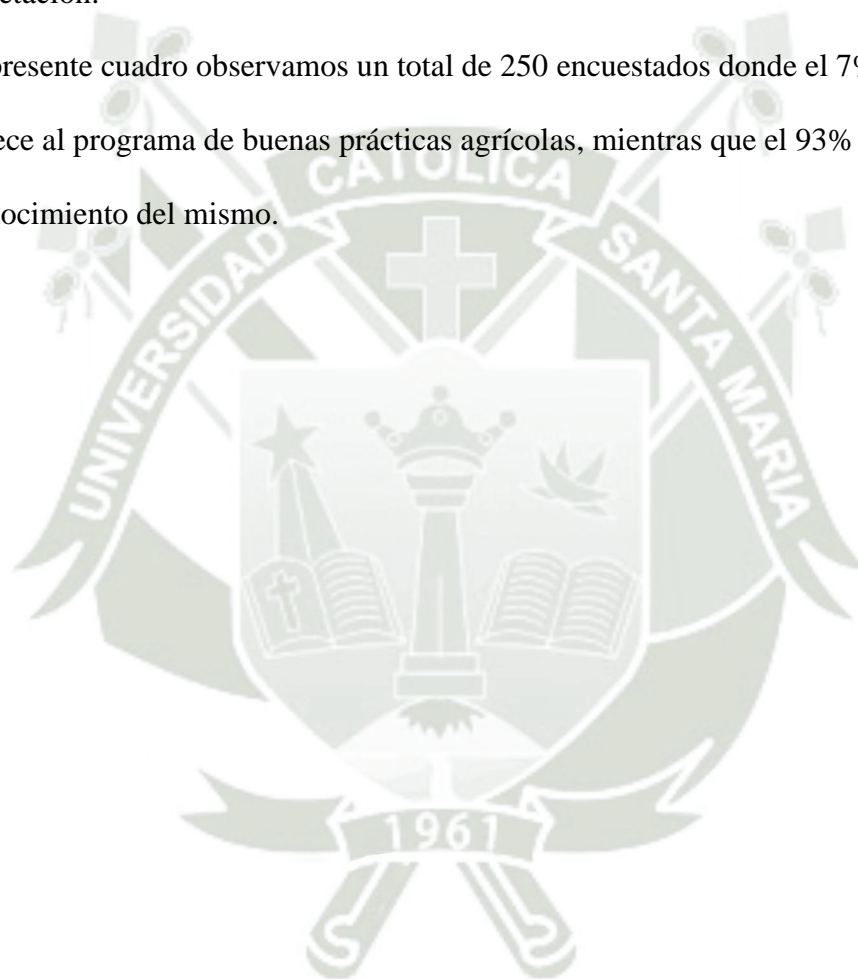 presente cuadro observamos un total de 250 encuestados donde el 7%
ece al programa de buenas prácticas agrícolas, mientras que el 93%
ocimiento del mismo.
CATOLICA
UNIVERSIDAD
SANTA MARIA
1961